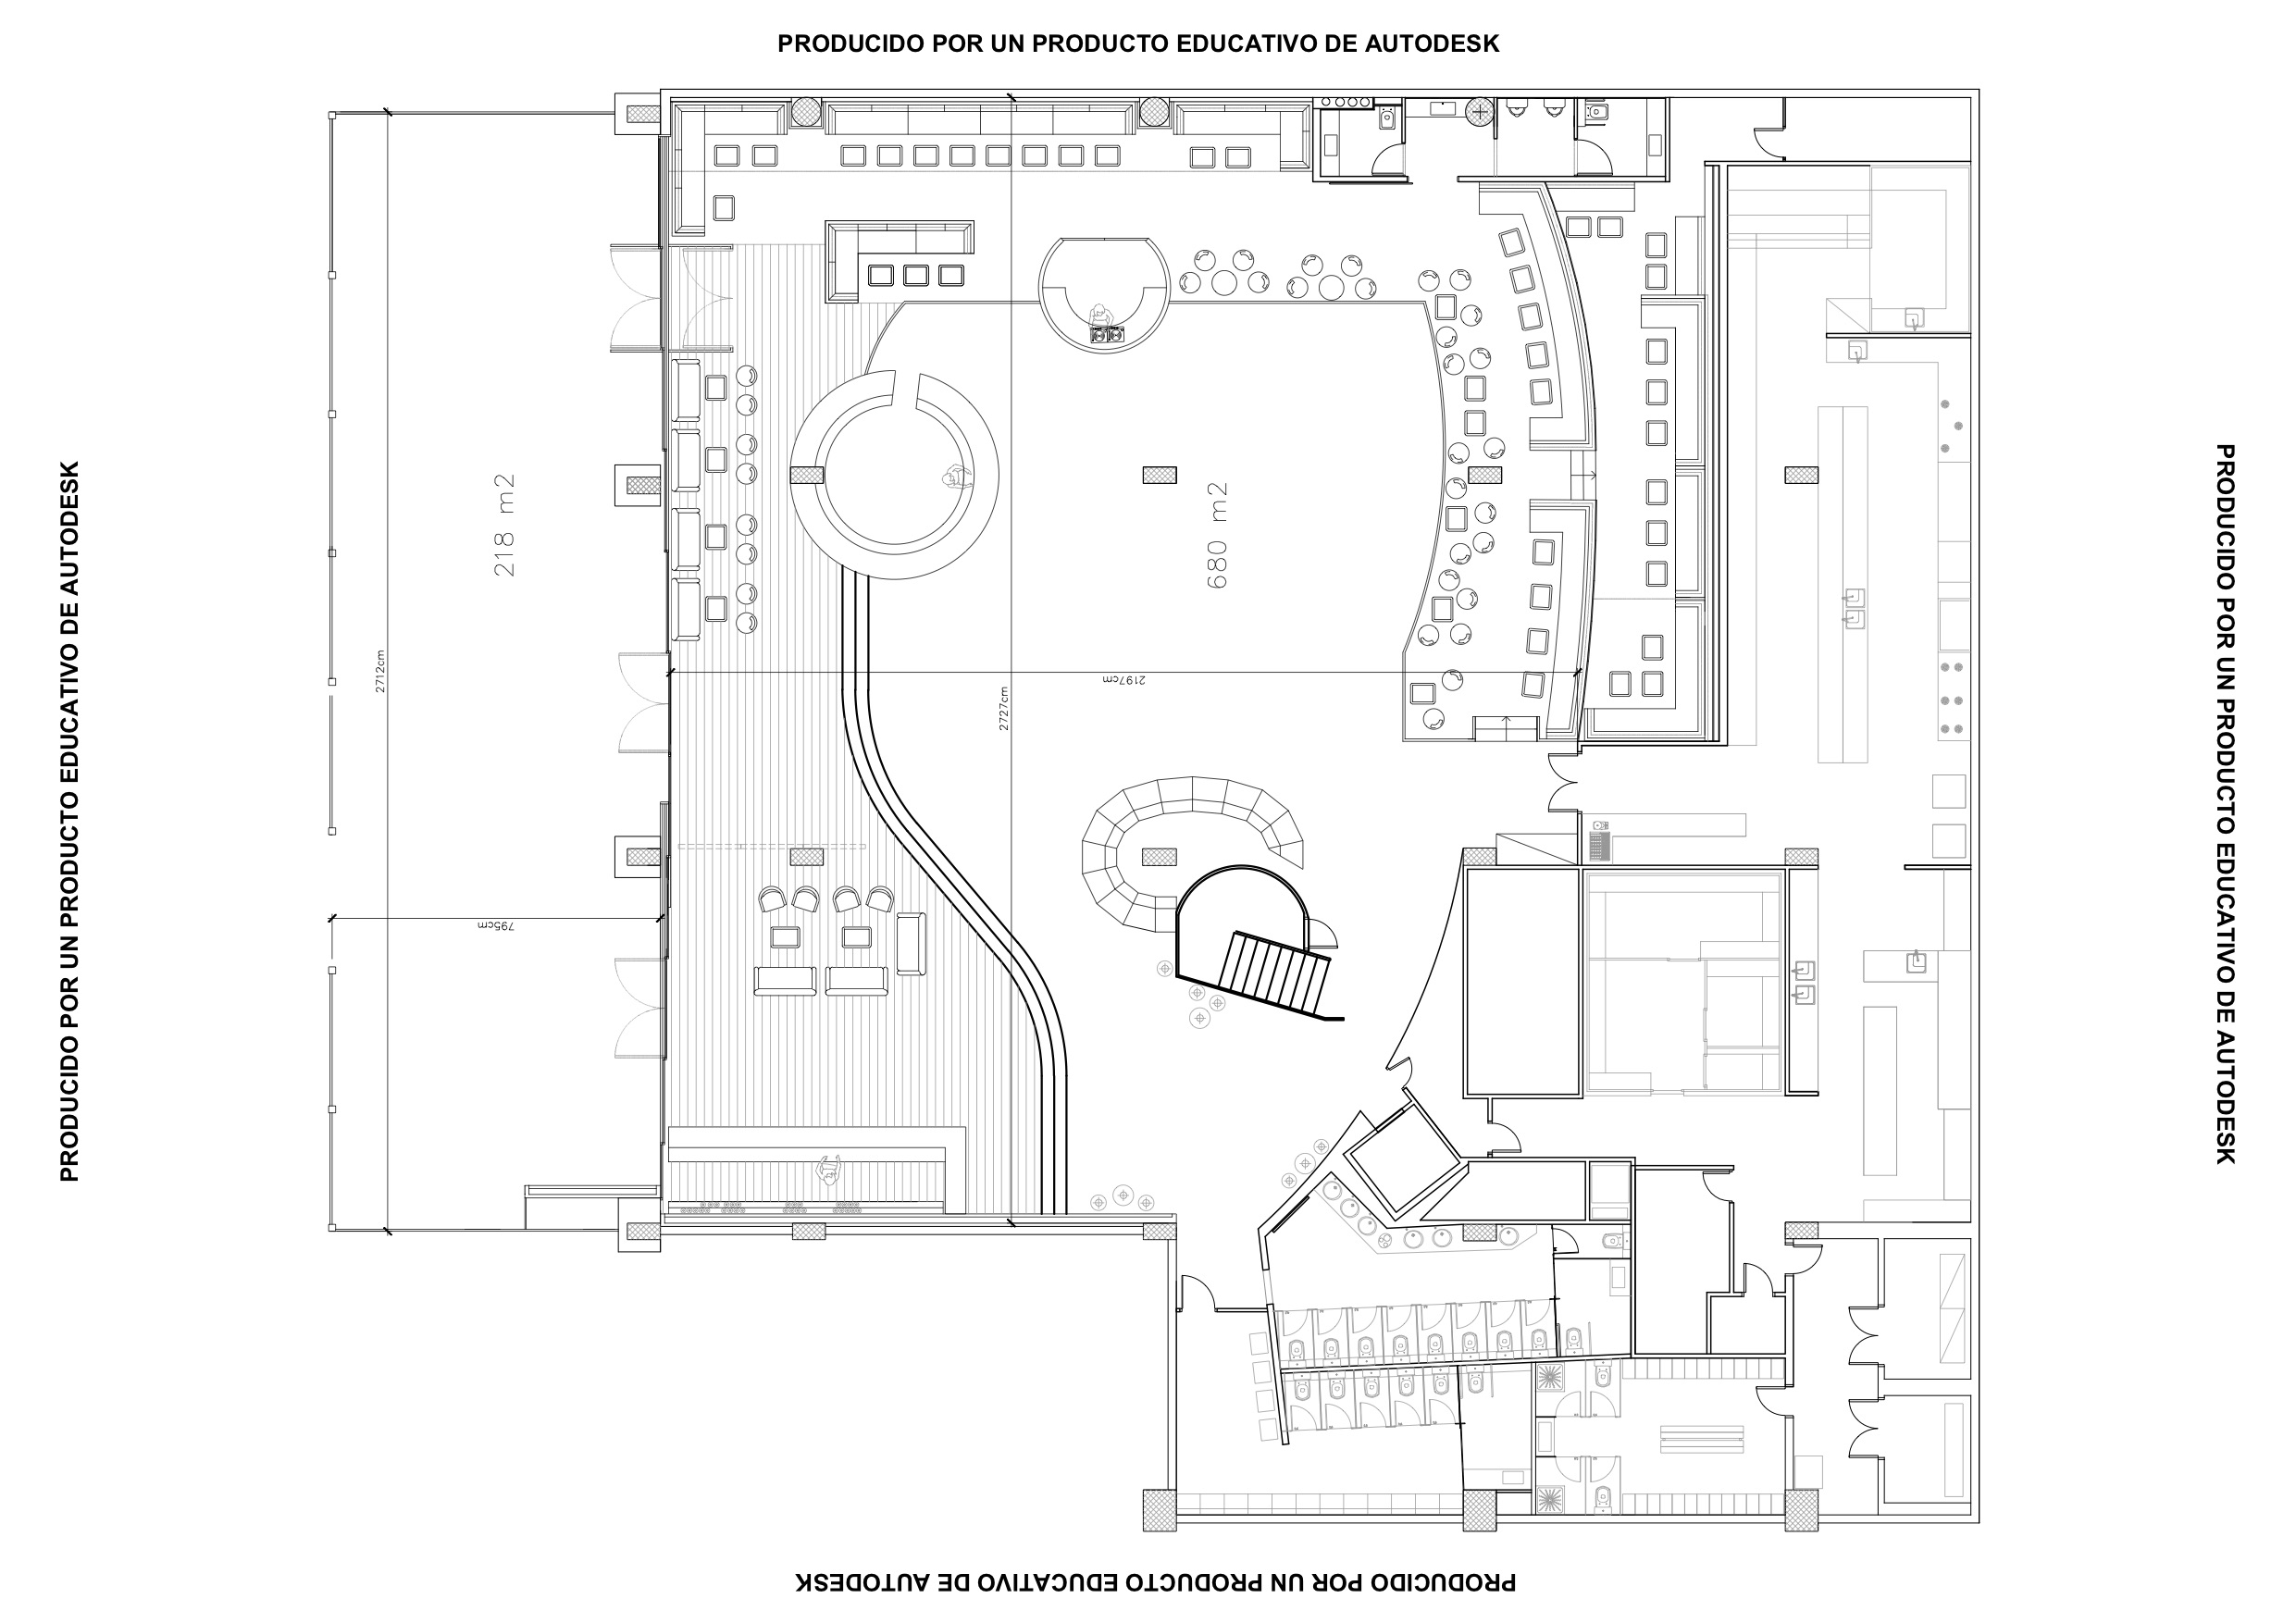 PRODUCIDO POR UN PRODUCTO EDUCATIVO DE AUTODESK
PRODUCIDO POR UN PRODUCTO EDUCATIVO DE AUTODESK
PRODUCIDO POR UN PRODUCTO EDUCATIVO DE AUTODESK
218 m2
680 m2
2712cm
2197cm
2727cm
795cm
PRODUCIDO POR UN PRODUCTO EDUCATIVO DE AUTODESK